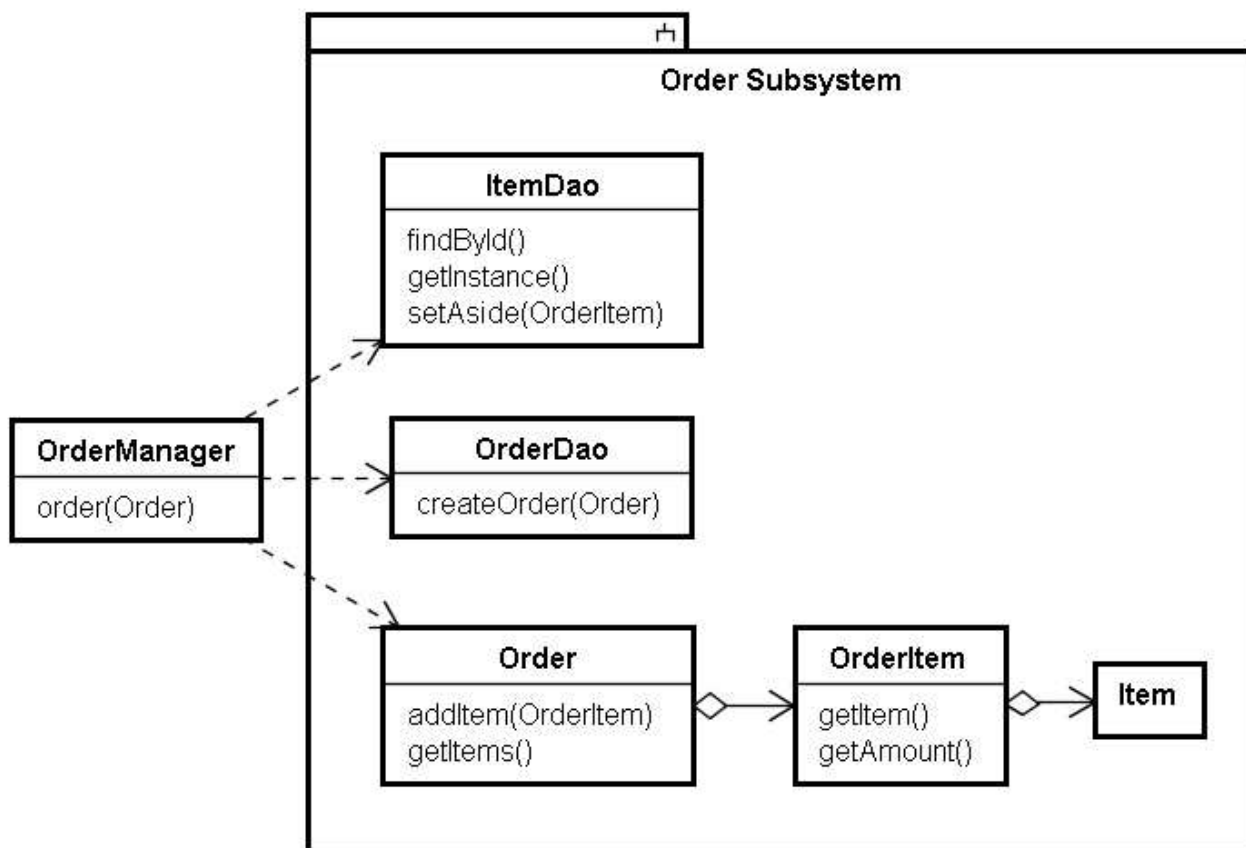 Order Subsystem
ItemDao
findById()
getInstance()
setAside(OrderItem)
OrderManager
order(Order)
OrderDao
createOrder(Order)
Order
addItem(OrderItem)
getItems()
OrderItem
getItem()
getAmount()
Item